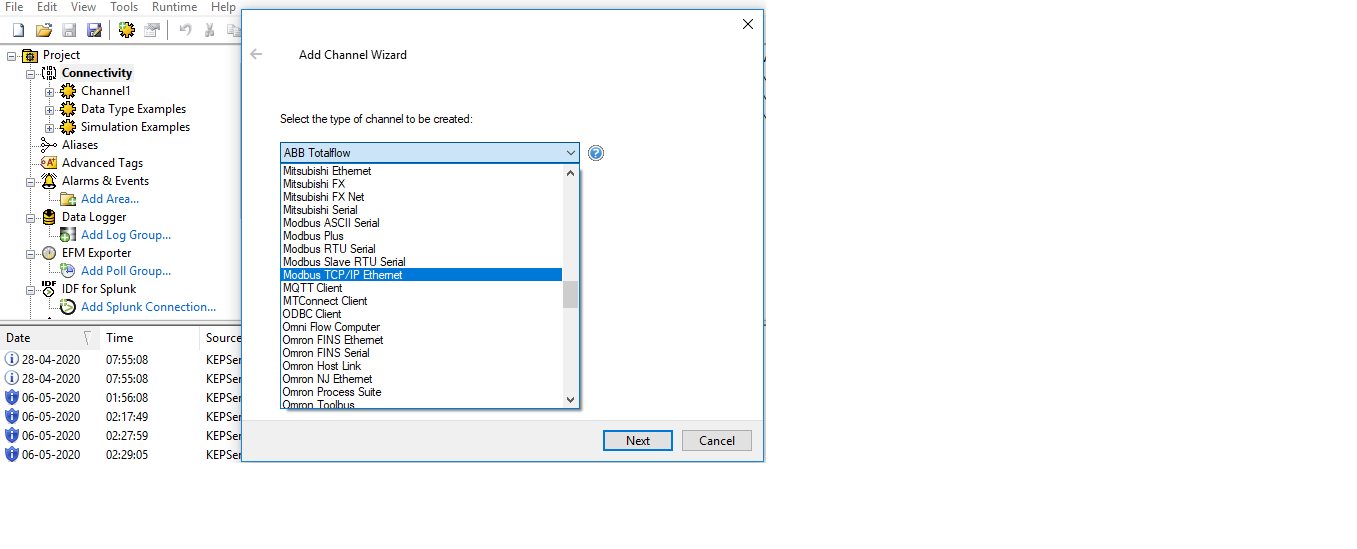 File Edit View Tools Runtime Help
Add Channel Wizard
Project
Connectivity
Channel1
Data Type Examples
Simulation Examples
Aliases
Advanced Tags
Alarms & Events
Add Area...
Data Logger
Add Log Group...
EFM Exporter
Add Poll Group...
IDF for Splunk
Add Splunk Connection...
Select the type of channel to be created:
ABB Totalflow
Mitsubishi Ethernet
Mitsubishi FX
Mitsubishi FX Net
Mitsubishi Serial
Modbus ASCII Serial
Modbus Plus
Modbus RTU Serial
Modbus Slave RTU Serial
Modbus TCP/IP Ethernet
MQTT Client
MTConnect Client
ODBC Client
Omni Flow Computer
Omron FINS Ethernet
Omron FINS Serial
Omron Host Link
Omron NJ Ethernet
Omron Process Suite
Omron Toolbus
Next Cancel
Date Time Source
28-04-2020 07:55:08 KEPSer
28-04-2020 07:55:08 KEPSer
06-05-2020 01:56:08 KEPSer
06-05-2020 02:17:49 KEPSer
06-05-2020 02:27:59 KEPSer
06-05-2020 02:29:05 KEPSer